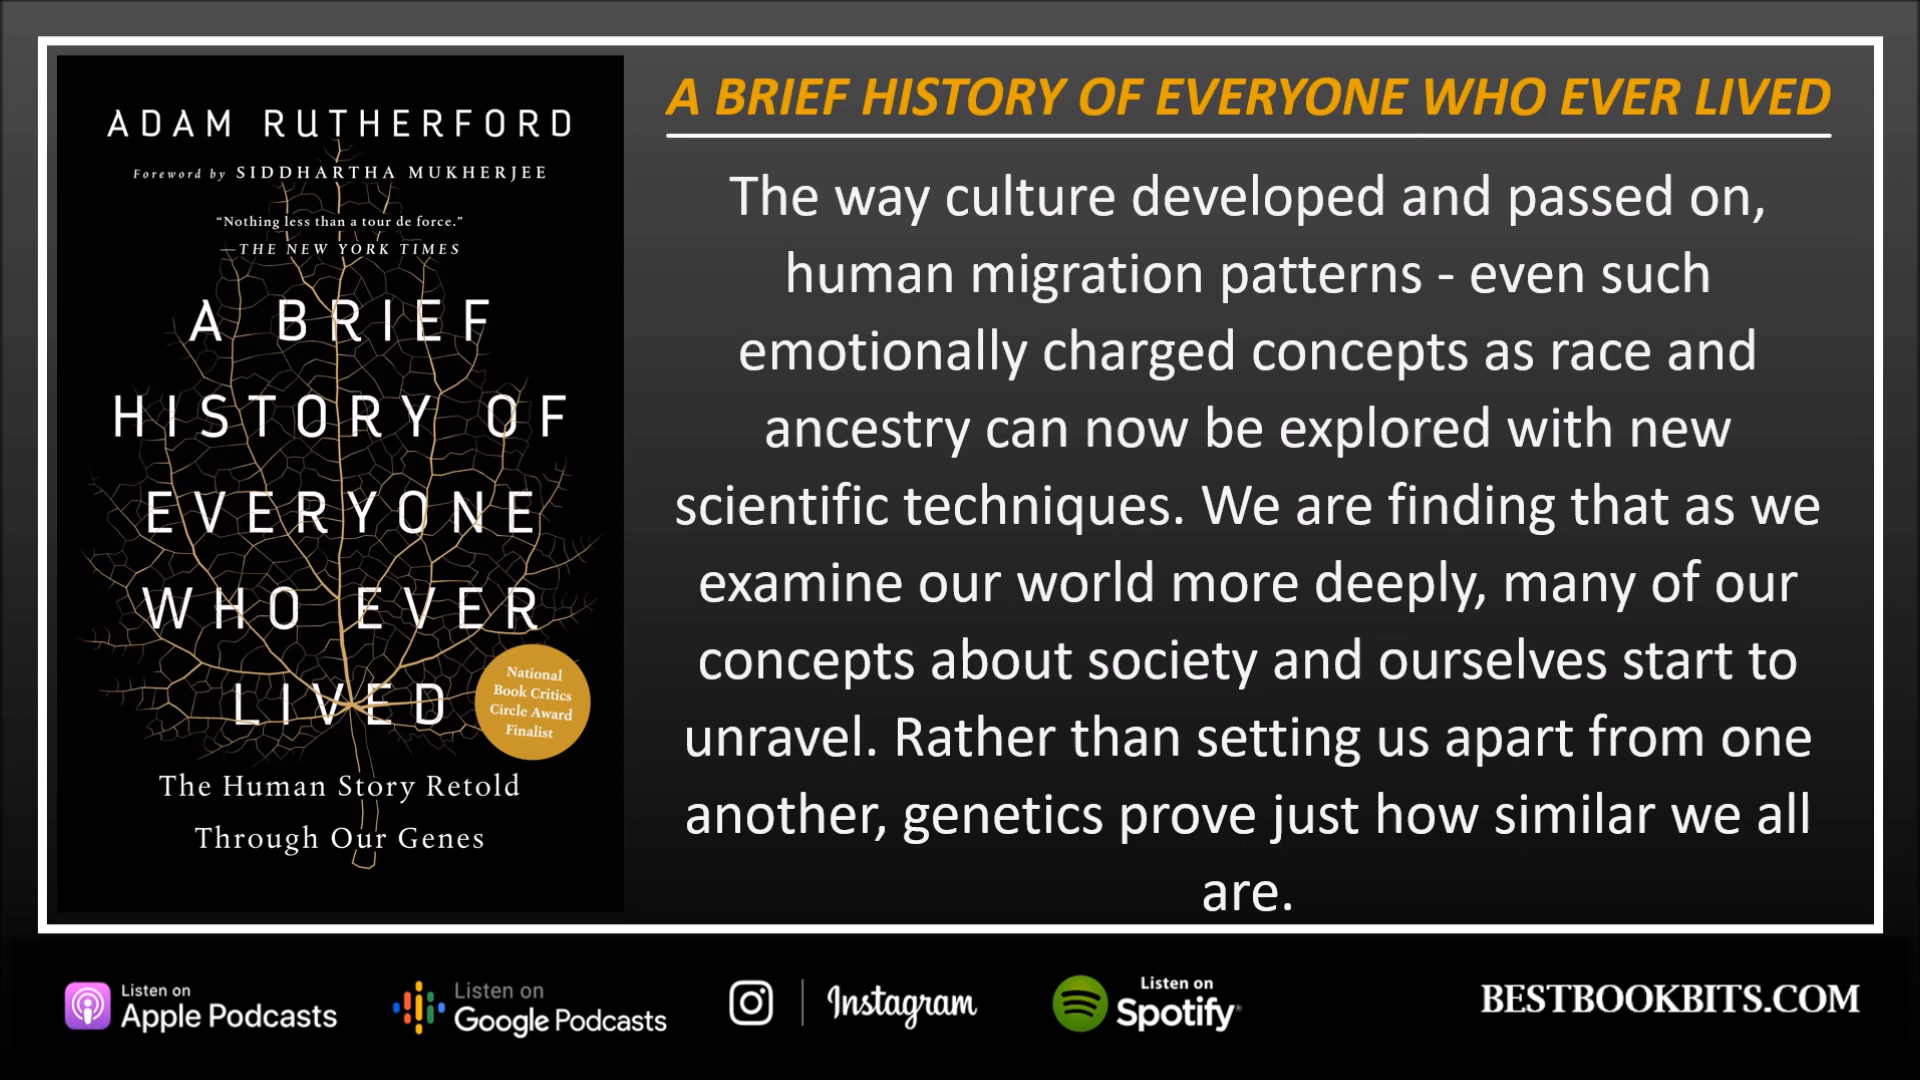 ADAM RUTHERFORD
Foreword by SIDDHARTHA MUKHERJEE
“Nothing less than a tour de force.”
—THE NEW YORK TIMES
A BRIEF
HISTORY OF
EVERYONE
WHO EVER
LIVED
National
Book Critics
Circle Award
Finalist
The Human Story Retold
Through Our Genes
A BRIEF HISTORY OF EVERYONE WHO EVER LIVED
The way culture developed and passed on,
human migration patterns - even such
emotionally charged concepts as race and
ancestry can now be explored with new
scientific techniques. We are finding that as we
examine our world more deeply, many of our
concepts about society and ourselves start to
unravel. Rather than setting us apart from one
another, genetics prove just how similar we all
are.
Listen on
Apple Podcasts
Listen on
Google Podcasts
Instagram
Listen on
Spotify
BESTBOOKBITS.COM